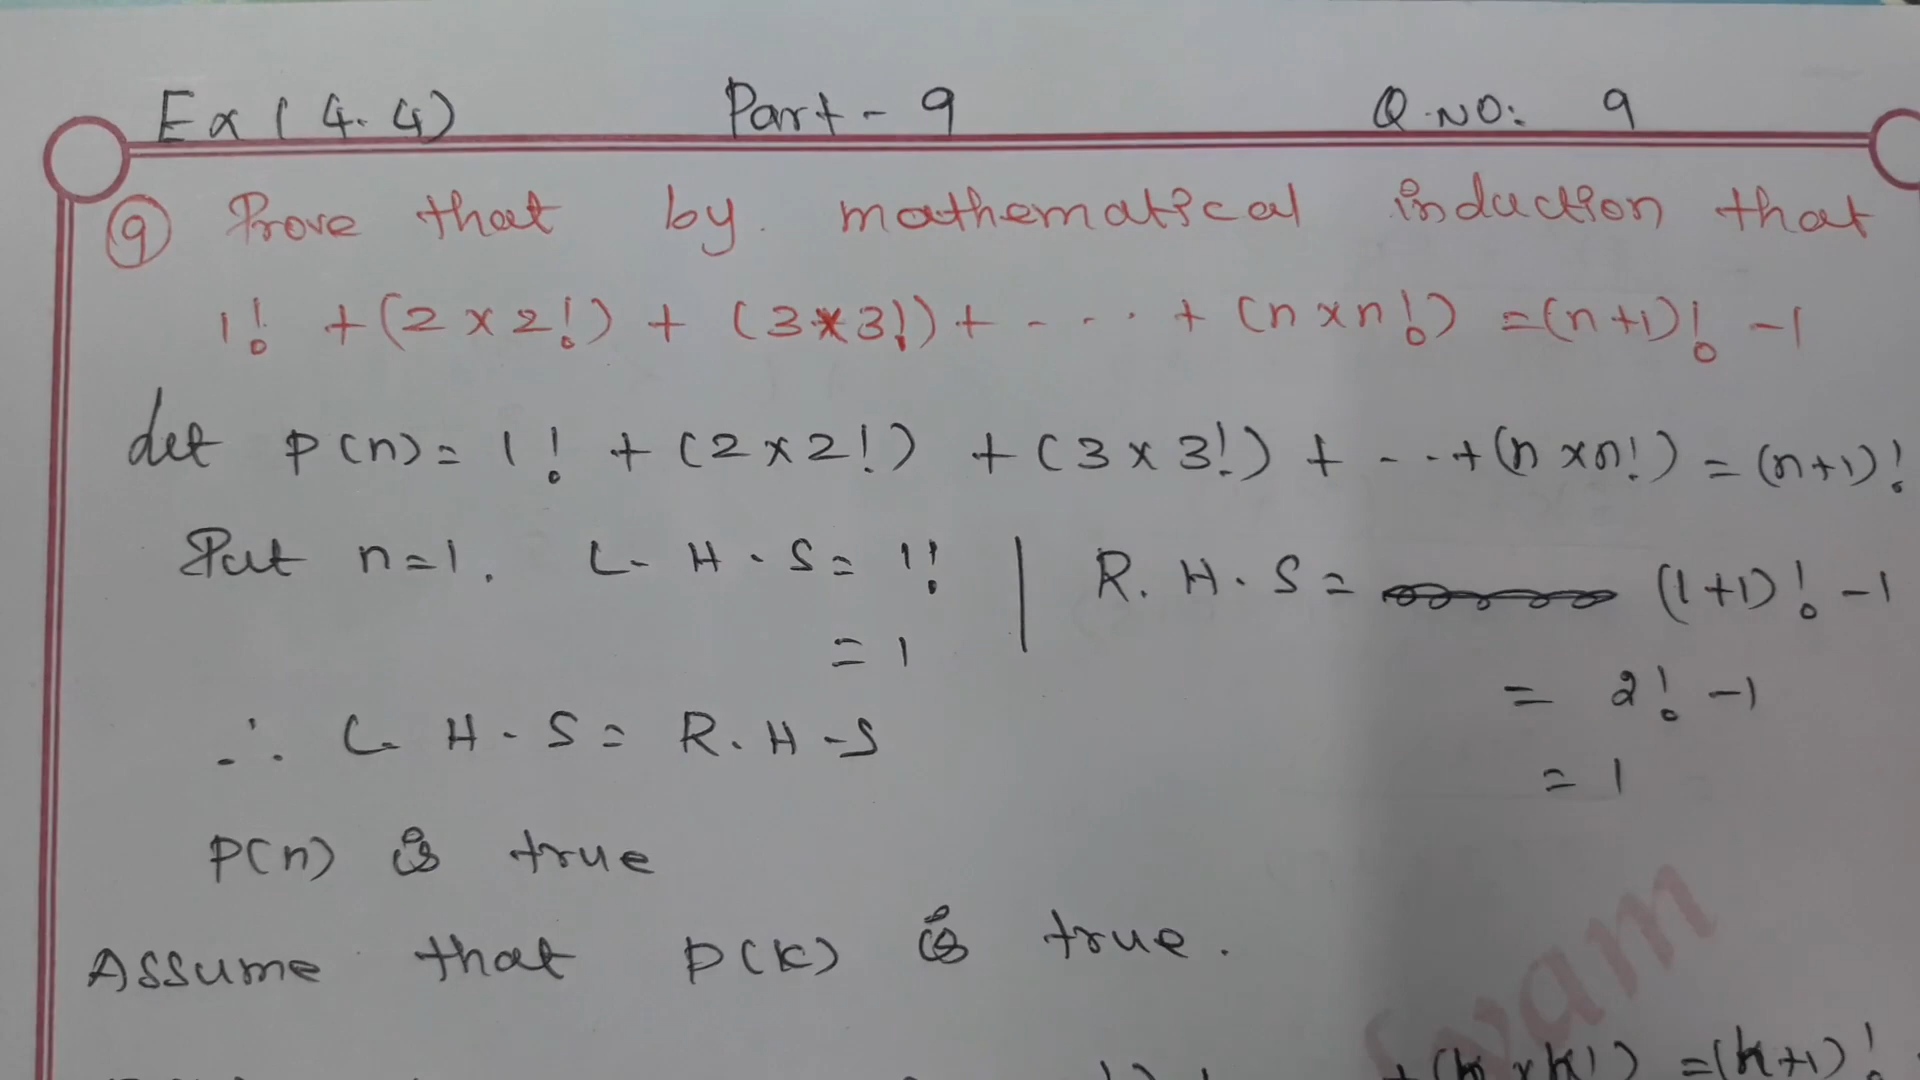 Ex (4.4) Part - 9 Q.NO: 9
⑨ Prove that by. mathematical induction that
1! + (2 × 2!) + (3 × 3!) + - - · · + (n × n!) = (n+1)! - 1
Let P(n) = 1! + (2 × 2!) + (3 × 3!) + - - · + (n × n!) = (n+1)!
Put n=1. L.H.S = 1! | R.H.S = (1+1)! - 1
= 1
= 2! - 1
∴ L.H.S = R.H.S
= 1
P(n) is true
Assume that P(k) is true.
+ (k × k!) = (k+1)!